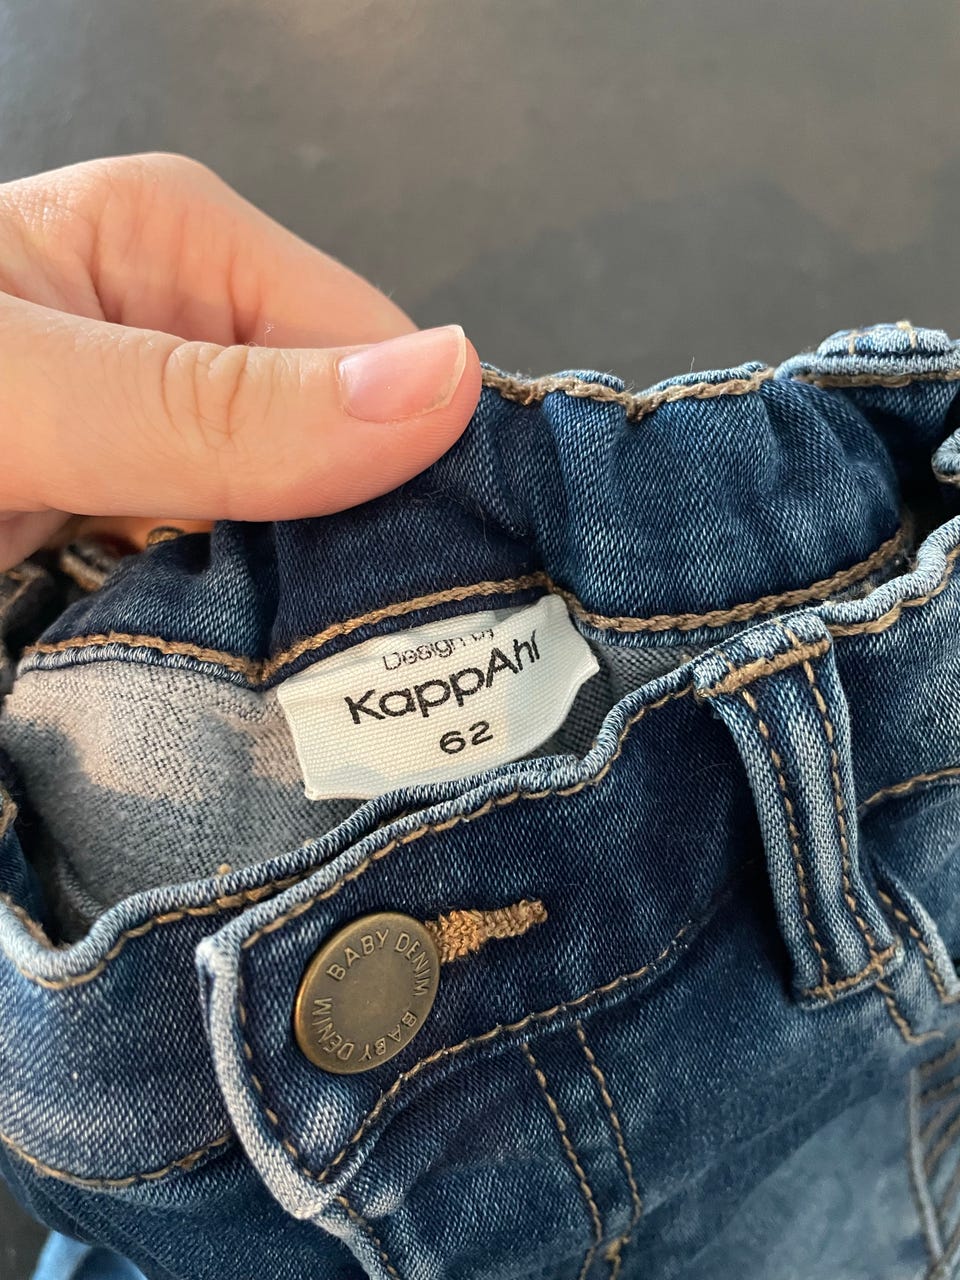 Design by
KappAhl
62
BABY DENIM BABY DENIM